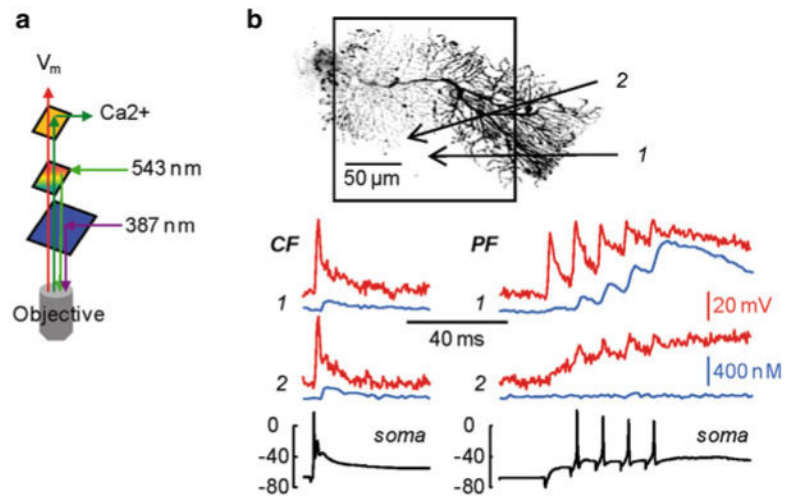 a
V_m
Ca2+
543 nm
387 nm
Objective
b
2
1
50 µm
CF
PF
1
1
20 mV
40 ms
2
2
400 nM
0
-40
-80
soma
0
-40
-80
soma